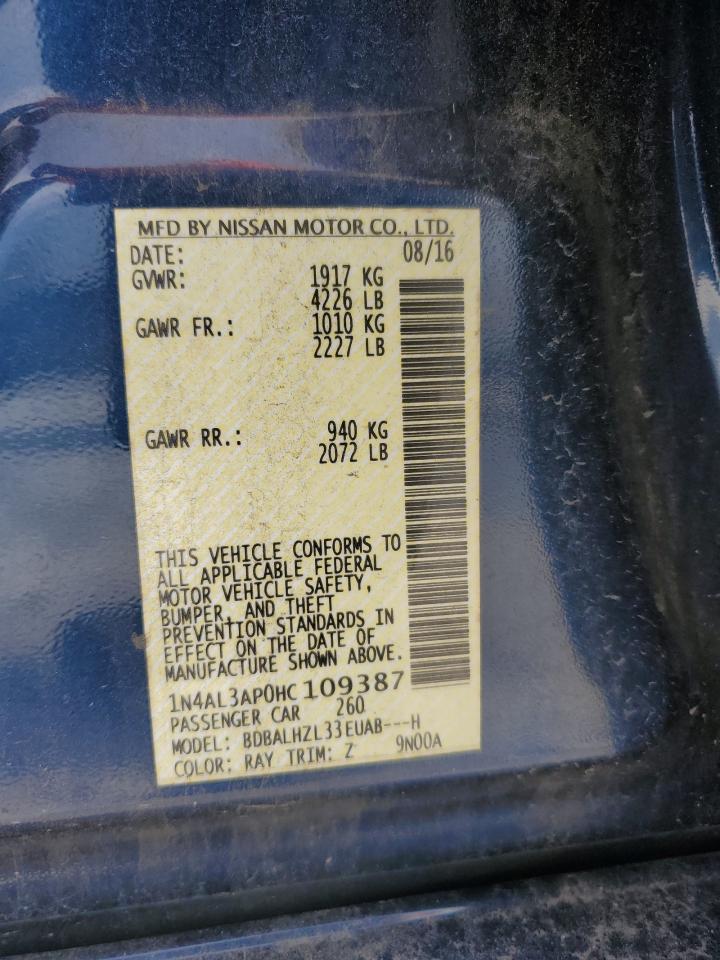 MFD BY NISSAN MOTOR CO., LTD.
DATE: 08/16
GVWR: 1917 KG
4226 LB
GAWR FR.: 1010 KG
2227 LB
GAWR RR.: 940 KG
2072 LB
THIS VEHICLE CONFORMS TO
ALL APPLICABLE FEDERAL
MOTOR VEHICLE SAFETY,
BUMPER, AND THEFT
PREVENTION STANDARDS IN
EFFECT ON THE DATE OF
MANUFACTURE SHOWN ABOVE.
1N4AL3AP0HC109387
PASSENGER CAR 260
MODEL: BDBALHZL33EUAB---H
COLOR: RAY TRIM: Z 9N00A